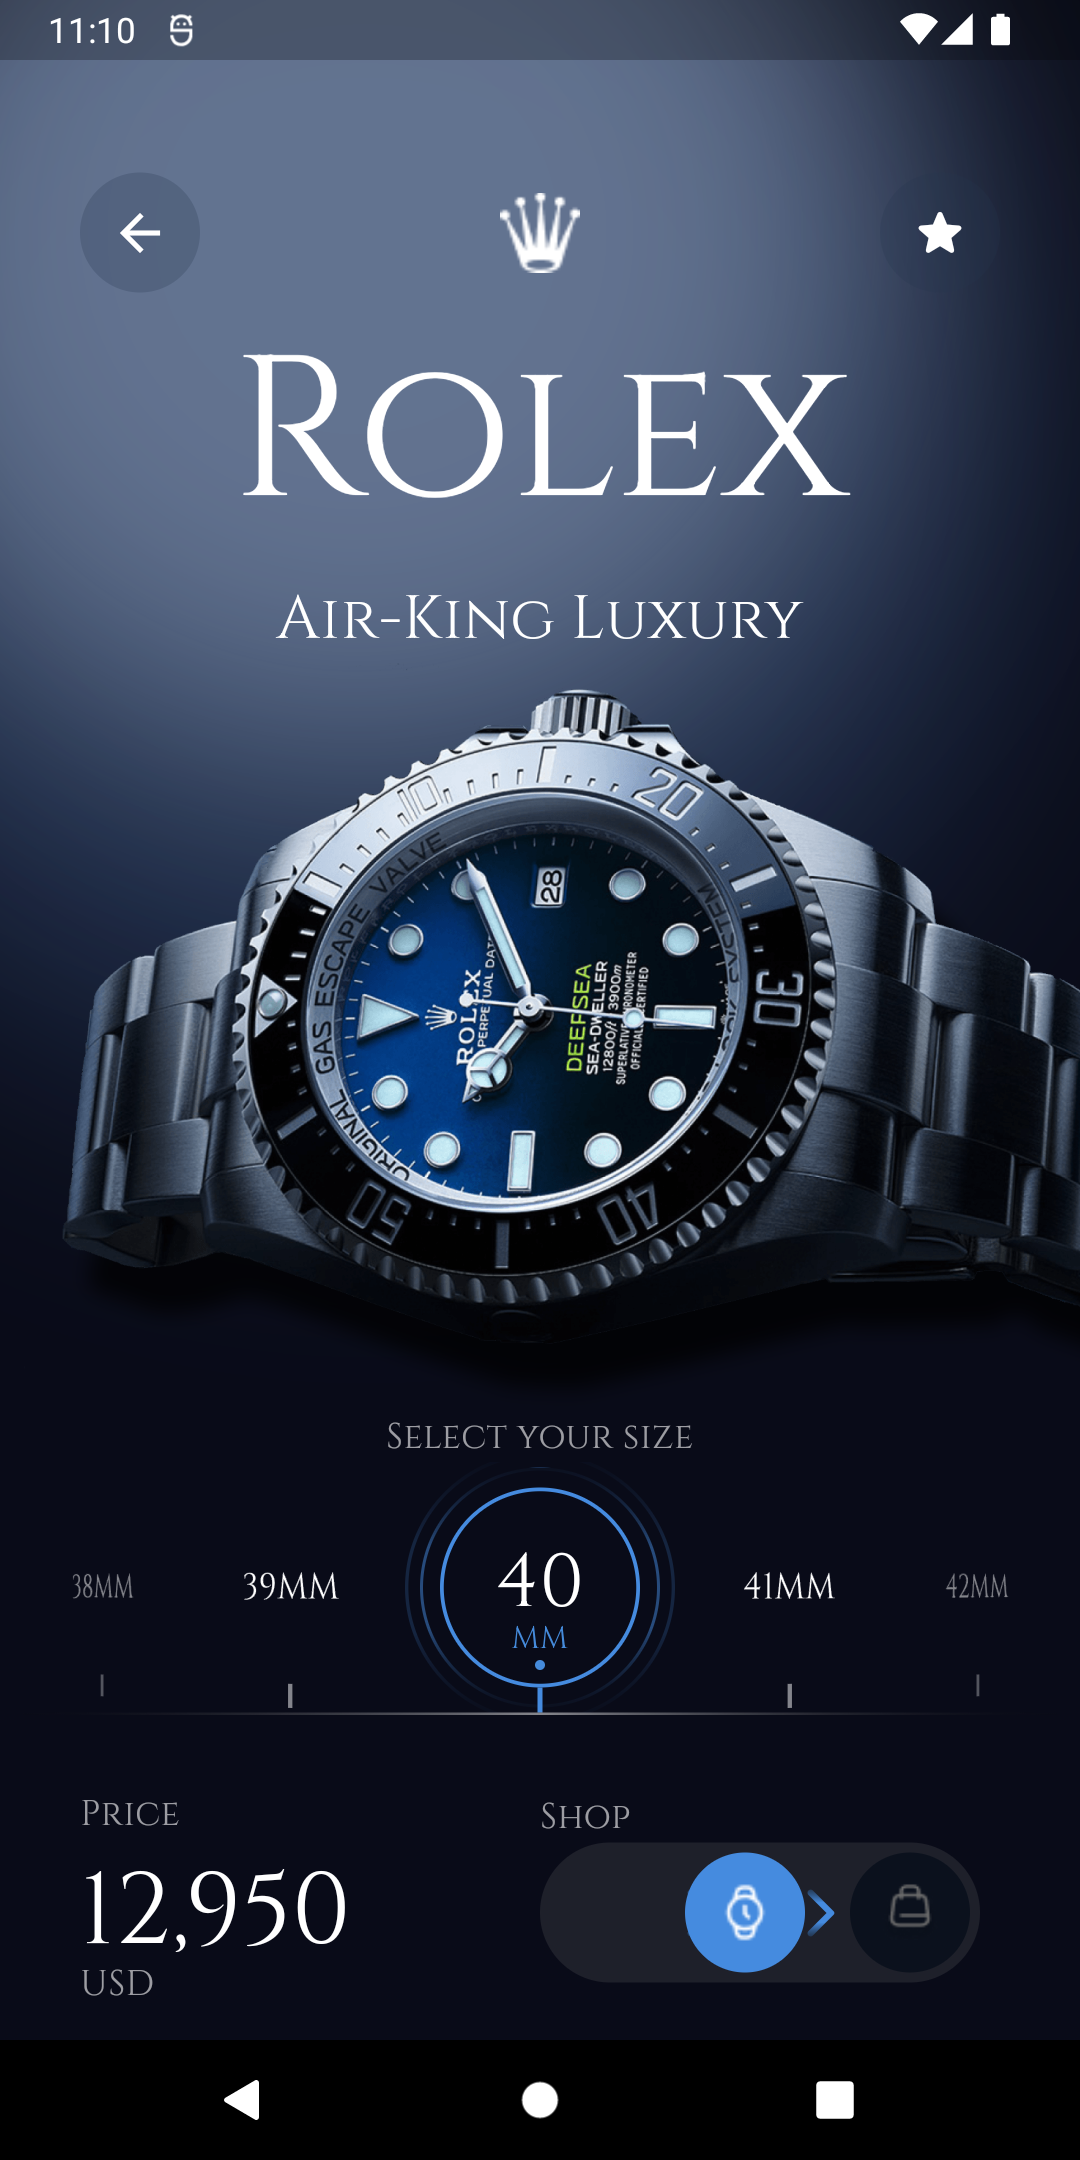 11:10
ROLEX
AIR-KING LUXURY
10
20
30
40
50
ORIGINAL GAS ESCAPE VALVE
28
ROLEX
PERPETUAL DATE
DEEPSEA
SEA-DWELLER
12800ft 3900m
SUPERLATIVE CHRONOMETER
OFFICIALLY CERTIFIED
SELECT YOUR SIZE
38MM 39MM 40 MM 41MM 42MM
PRICE
SHOP
12,950
USD